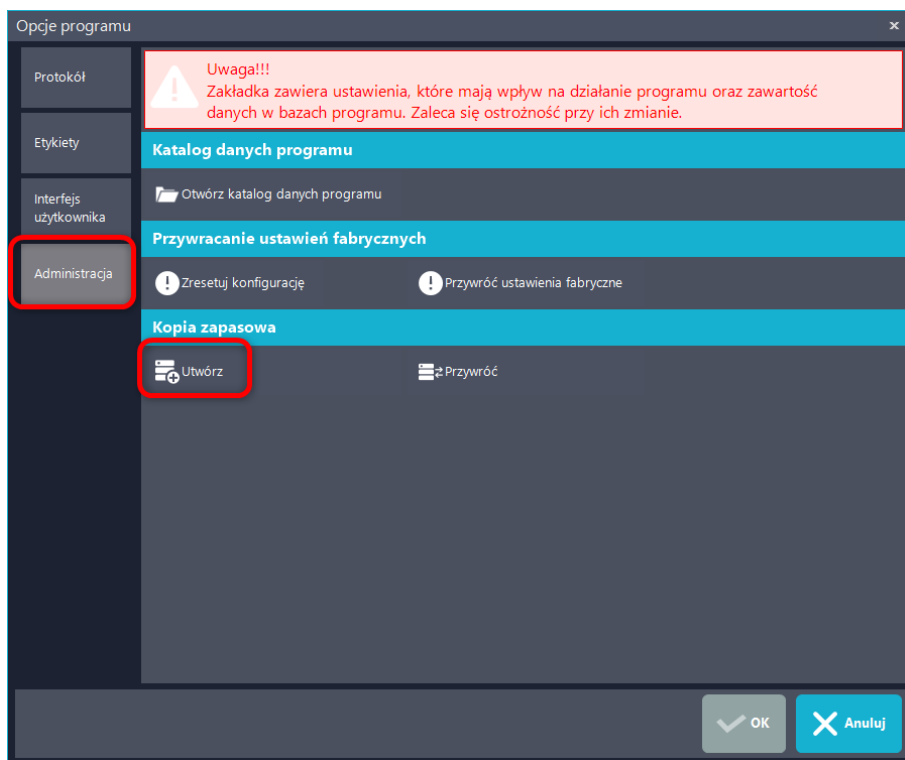 Opcje programu
Protokół
Etykiety
Interfejs
użytkownika
Administracja
Uwaga!!!
Zakładka zawiera ustawienia, które mają wpływ na działanie programu oraz zawartość
danych w bazach programu. Zaleca się ostrożność przy ich zmianie.
Katalog danych programu
Otwórz katalog danych programu
Przywracanie ustawień fabrycznych
Zresetuj konfigurację
Przywróć ustawienia fabryczne
Kopia zapasowa
Utwórz
Przywróć
OK
Anuluj